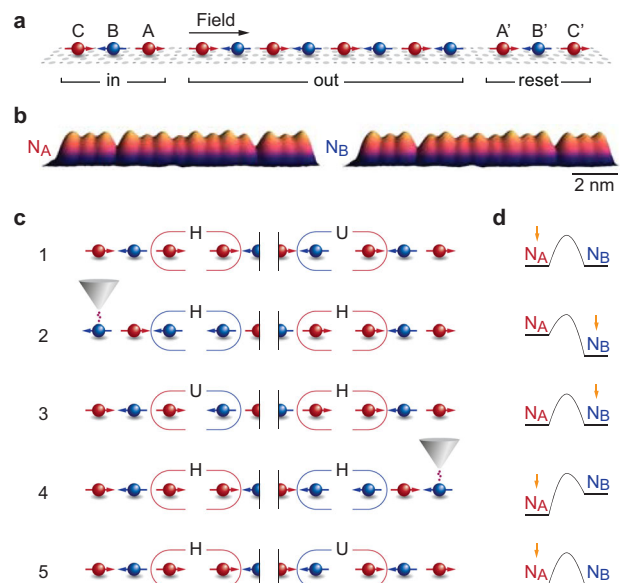 a
Field
C B A A' B' C'
in out reset
b
NA NB
2 nm
c d
1 H U NA NB
2 H H NA NB
3 U H NA NB
4 H H NA NB
5 H U NA NB